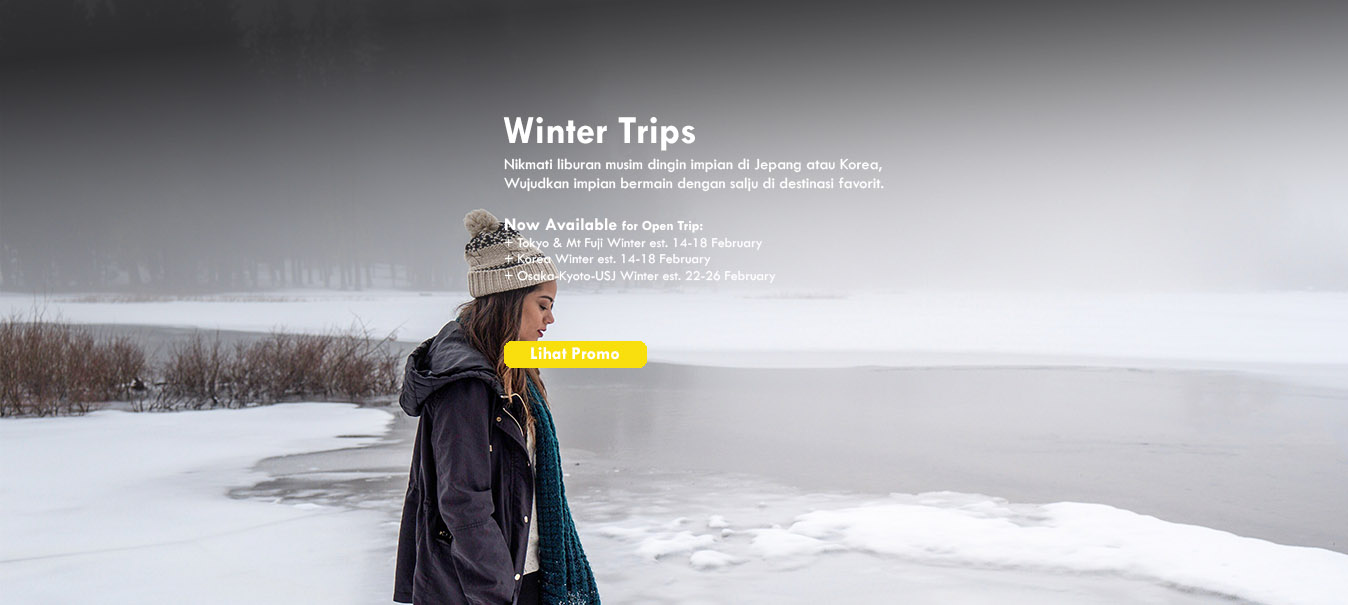 Winter Trips
Nikmati liburan musim dingin impian di Jepang atau Korea,
Wujudkan impian bermain dengan salju di destinasi favorit.
Now Available for Open Trip:
+ Tokyo & Mt Fuji Winter est. 14-18 February
+ Korea Winter est. 14-18 February
+ Osaka-Kyoto-USJ Winter est. 22-26 February
Lihat Promo